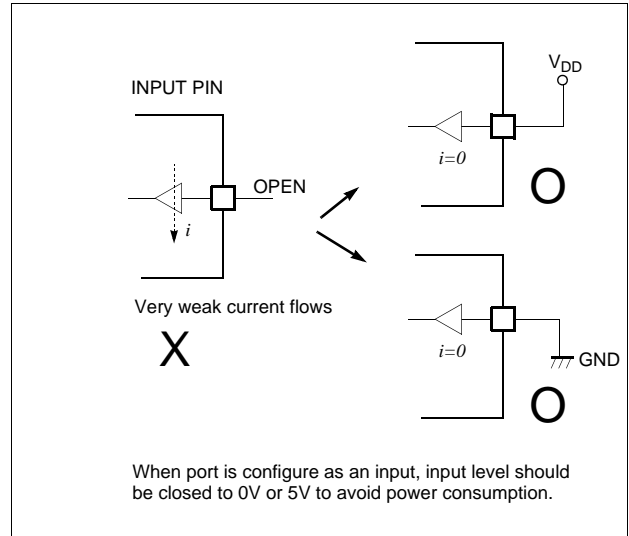 INPUT PIN
OPEN
i
Very weak current flows
X
VDD
i=0
O
i=0
GND
O
When port is configure as an input, input level should
be closed to 0V or 5V to avoid power consumption.